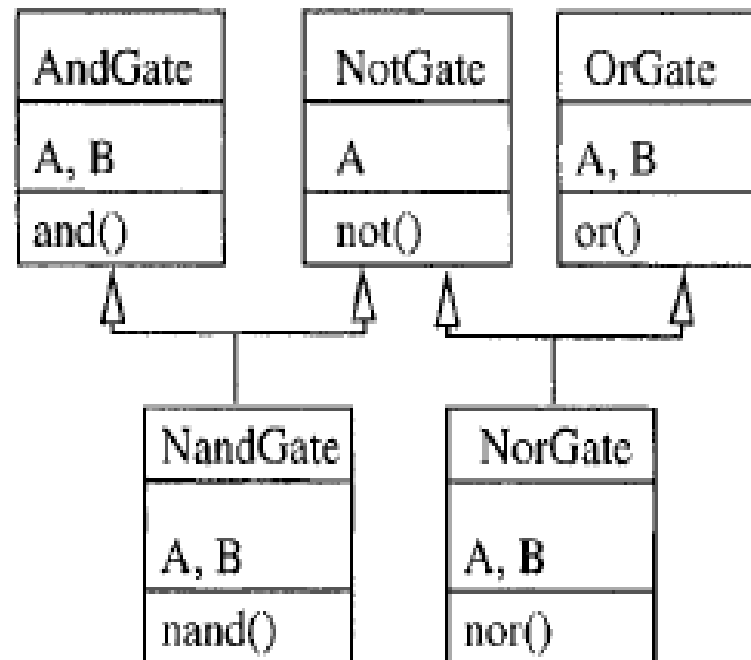 AndGate
A, B
and()
NotGate
A
not()
OrGate
A, B
or()
NandGate
A, B
nand()
NorGate
A, B
nor()